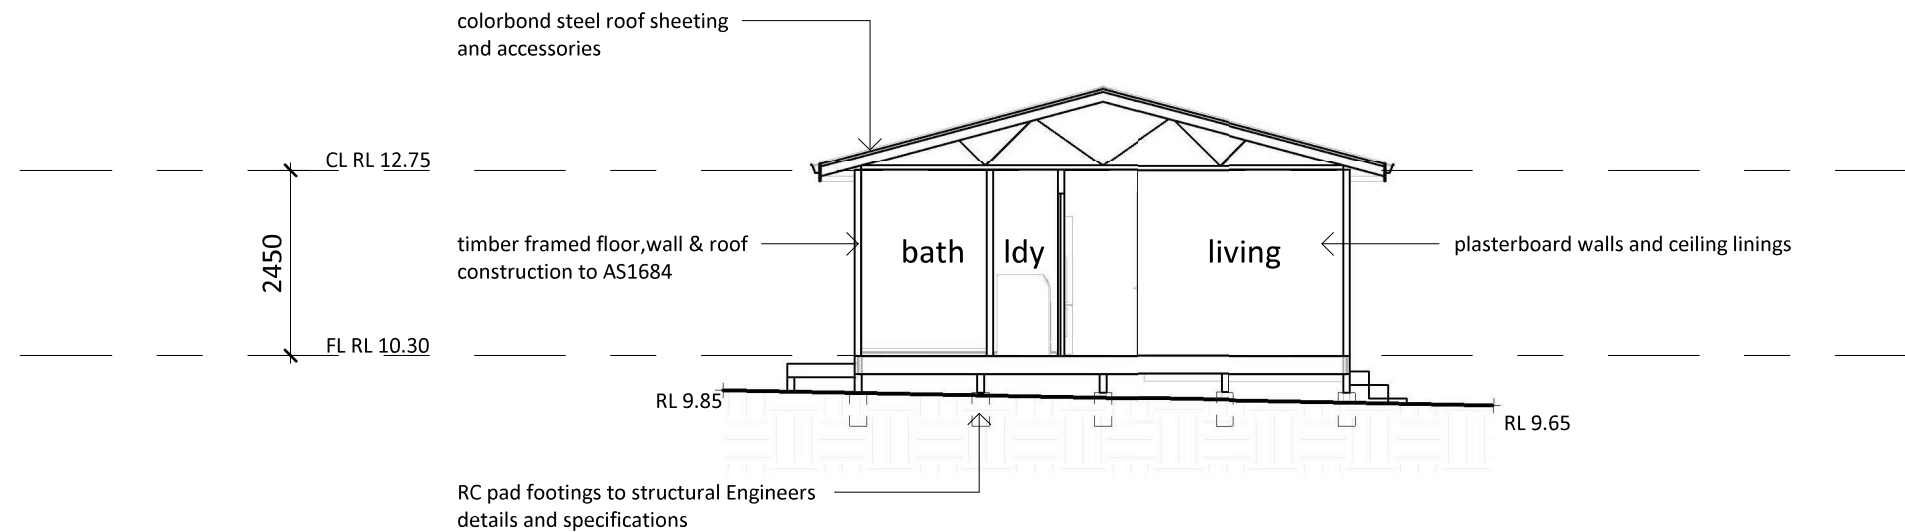 colorbond steel roof sheeting
and accessories
CL RL 12.75
2450
timber framed floor,wall & roof
construction to AS1684
bath
ldy
living
plasterboard walls and ceiling linings
FL RL 10.30
RL 9.85
RL 9.65
RC pad footings to structural Engineers
details and specifications